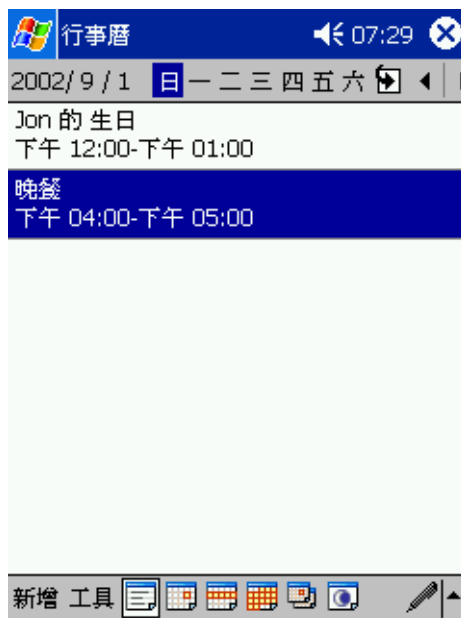 行事曆 07:29
2002/ 9 / 1 日 一 二 三 四 五 六
Jon 的 生日
下午 12:00-下午 01:00
晚餐
下午 04:00-下午 05:00
新增 工具